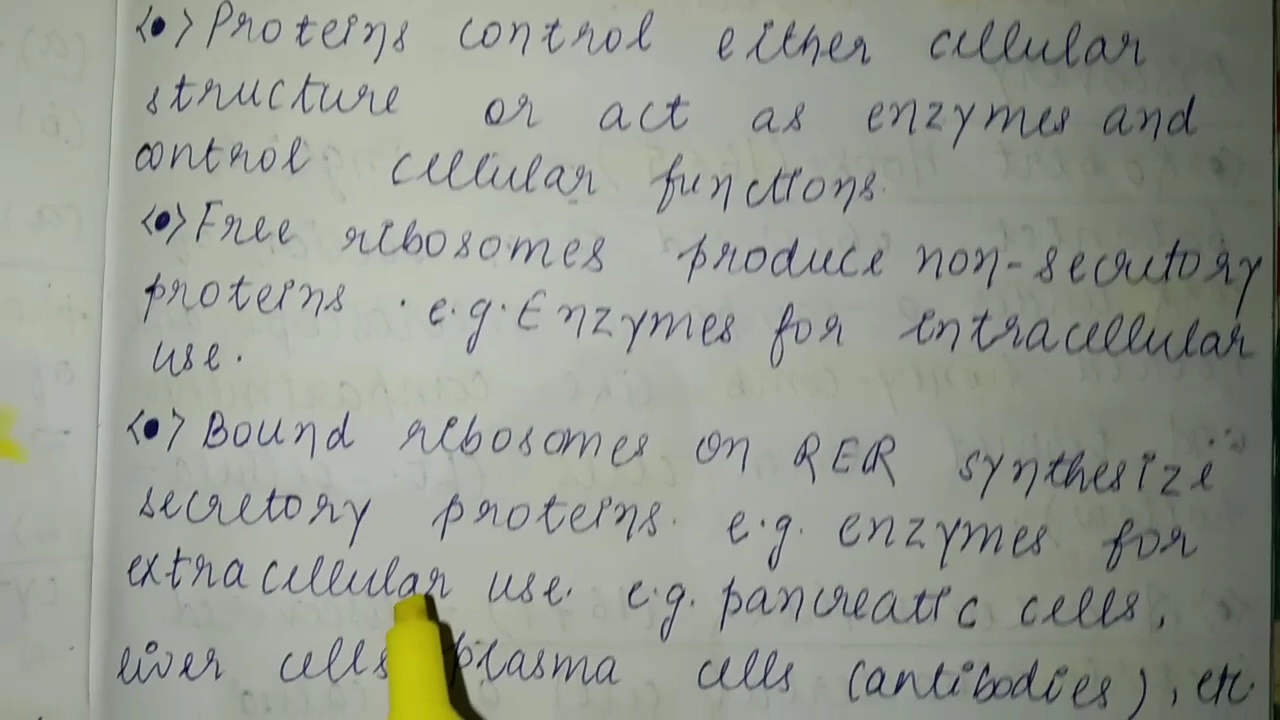 <•> Proteins control either cellular
structure or act as enzymes and
control cellular functions.
<•> Free ribosomes produce non-secretory
proteins. e.g. Enzymes for intracellular
use.
<•> Bound ribosomes on RER synthesize
secretory proteins. e.g. enzymes for
extracellular use. e.g. pancreatic cells,
liver cells plasma cells (antibodies), etc